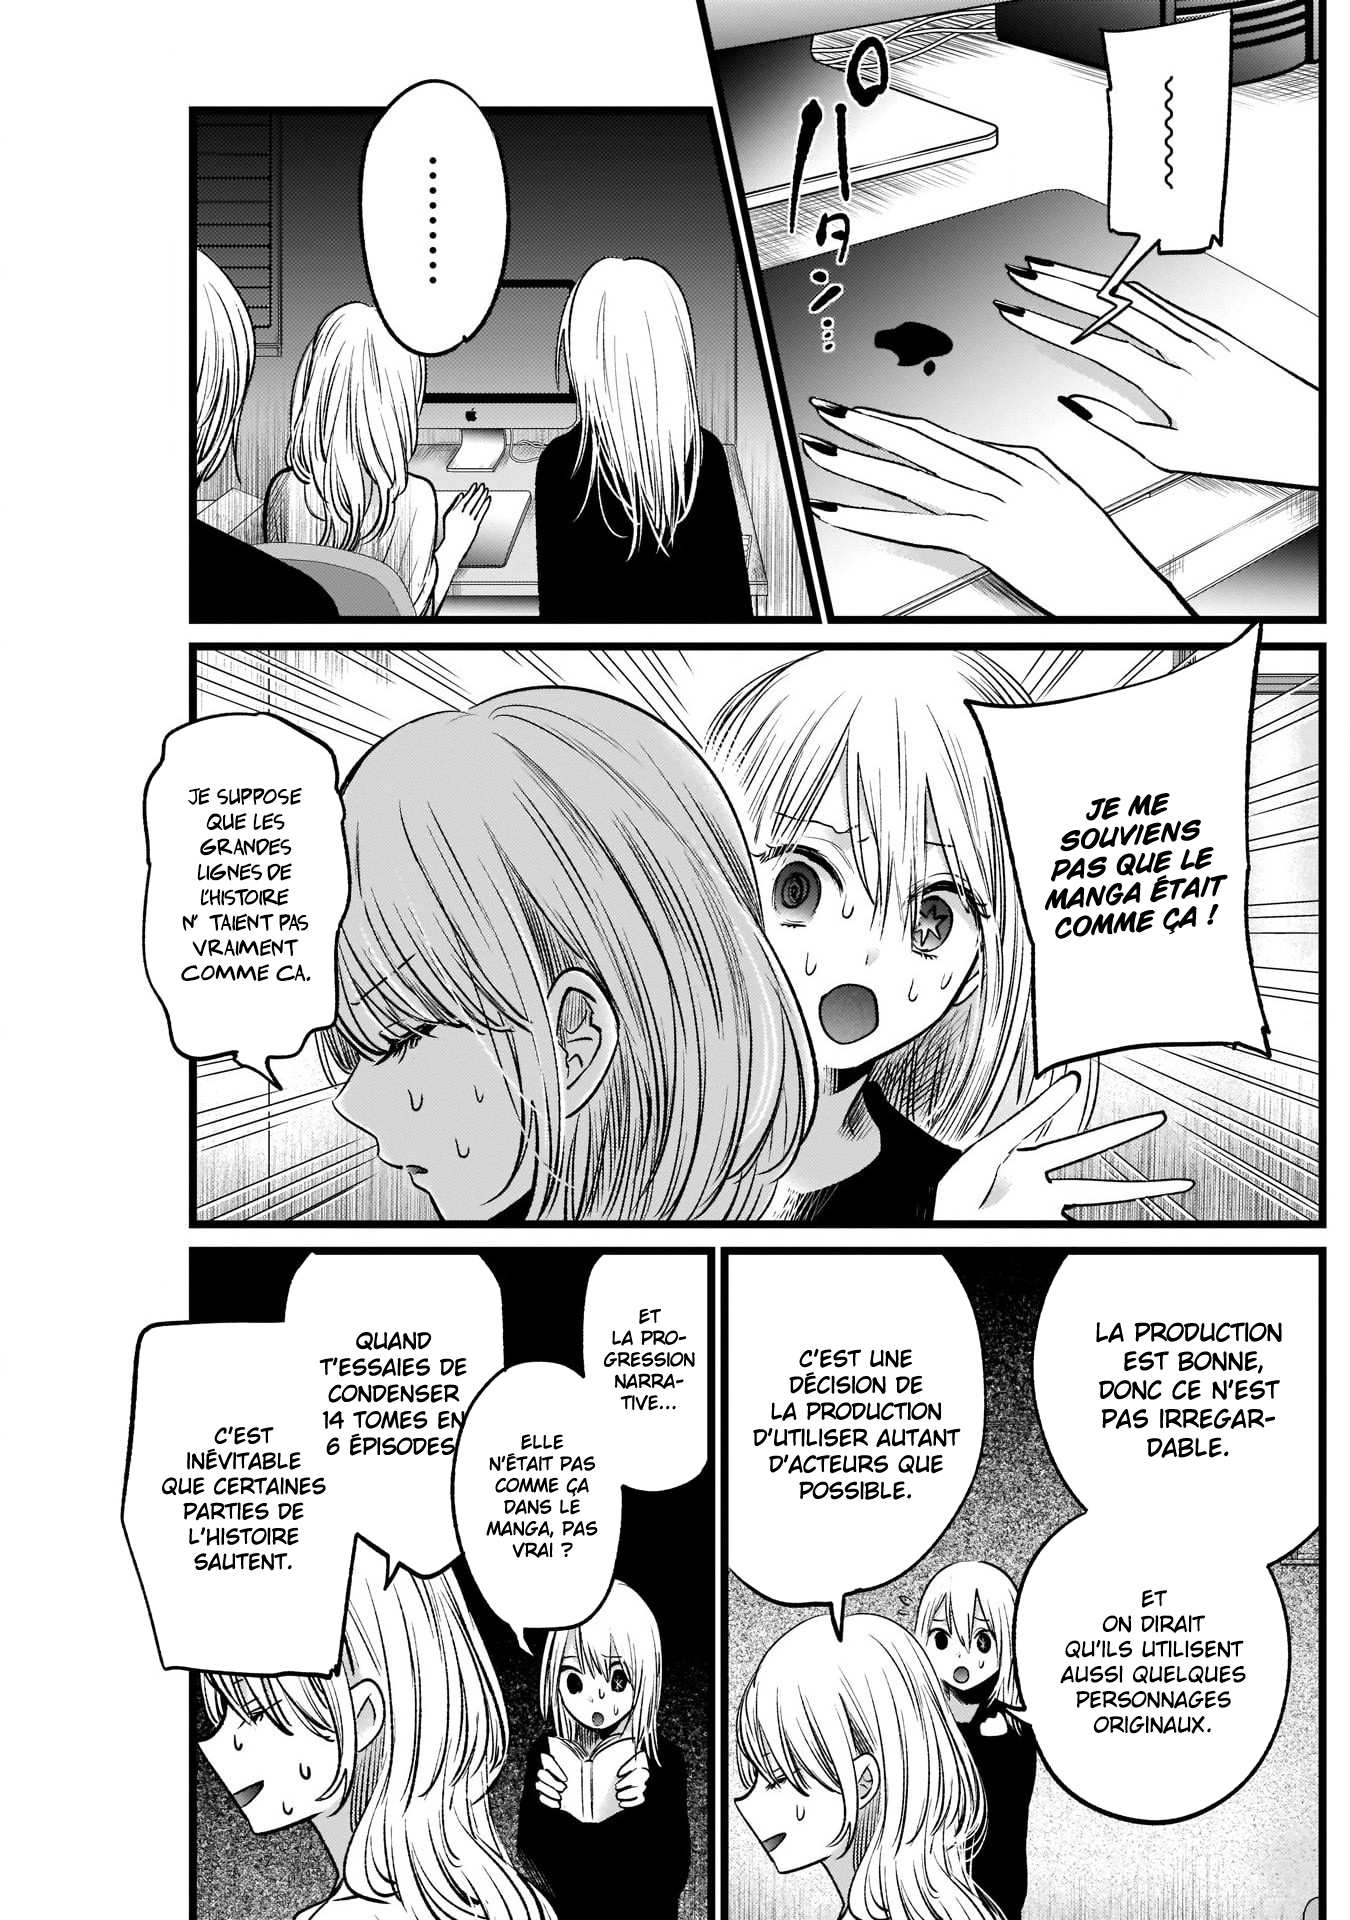 パタン…
………
JE ME
SOUVIENS
PAS QUE LE
MANGA ÉTAIT
COMME ÇA !
JE SUPPOSE
QUE LES
GRANDES
LIGNES DE
L'HISTOIRE
N' TAIENT PAS
VRAIMENT
COMME CA.
LA PRODUCTION
EST BONNE,
DONC CE N'EST
PAS IRREGAR-
DABLE.
ET
ON DIRAIT
QU'ILS UTILISENT
AUSSI QUELQUES
PERSONNAGES
ORIGINAUX.
C'EST UNE
DÉCISION DE
LA PRODUCTION
D'UTILISER AUTANT
D'ACTEURS QUE
POSSIBLE.
ET
LA PRO-
GRESSION
NARRA-
TIVE...
ELLE
N'ÉTAIT PAS
COMME ÇA
DANS LE
MANGA, PAS
VRAI ?
QUAND
T'ESSAIES DE
CONDENSER
14 TOMES EN
6 ÉPISODES
C'EST
INÉVITABLE
QUE CERTAINES
PARTIES DE
L'HISTOIRE
SAUTENT.